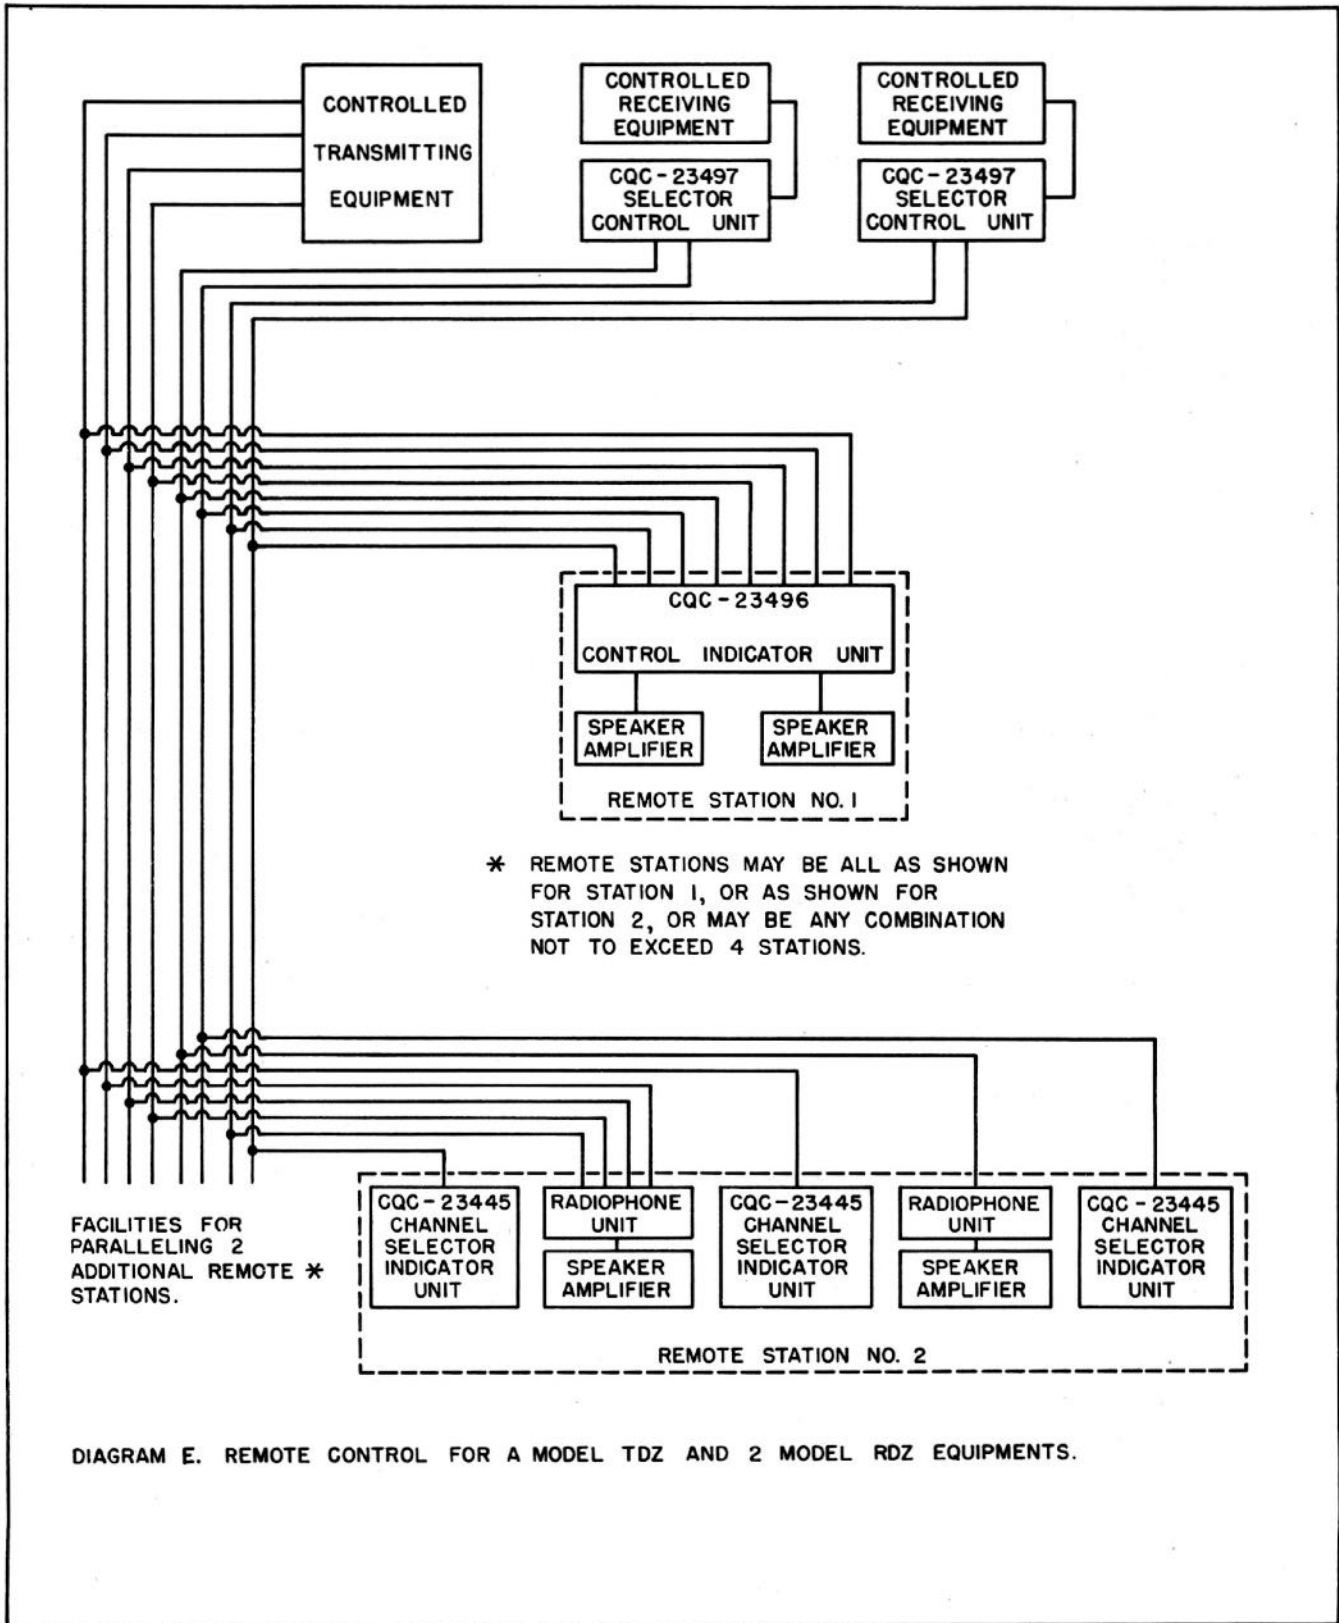 CONTROLLED
TRANSMITTING
EQUIPMENT
CONTROLLED
RECEIVING
EQUIPMENT
CQC-23497
SELECTOR
CONTROL UNIT
CONTROLLED
RECEIVING
EQUIPMENT
CQC-23497
SELECTOR
CONTROL UNIT
CQC-23496
CONTROL INDICATOR UNIT
SPEAKER
AMPLIFIER
SPEAKER
AMPLIFIER
REMOTE STATION NO. 1
* REMOTE STATIONS MAY BE ALL AS SHOWN
FOR STATION 1, OR AS SHOWN FOR
STATION 2, OR MAY BE ANY COMBINATION
NOT TO EXCEED 4 STATIONS.
FACILITIES FOR
PARALLELING 2
ADDITIONAL REMOTE *
STATIONS.
CQC-23445
CHANNEL
SELECTOR
INDICATOR
UNIT
RADIOPHONE
UNIT
SPEAKER
AMPLIFIER
CQC-23445
CHANNEL
SELECTOR
INDICATOR
UNIT
RADIOPHONE
UNIT
SPEAKER
AMPLIFIER
CQC-23445
CHANNEL
SELECTOR
INDICATOR
UNIT
REMOTE STATION NO. 2
DIAGRAM E. REMOTE CONTROL FOR A MODEL TDZ AND 2 MODEL RDZ EQUIPMENTS.